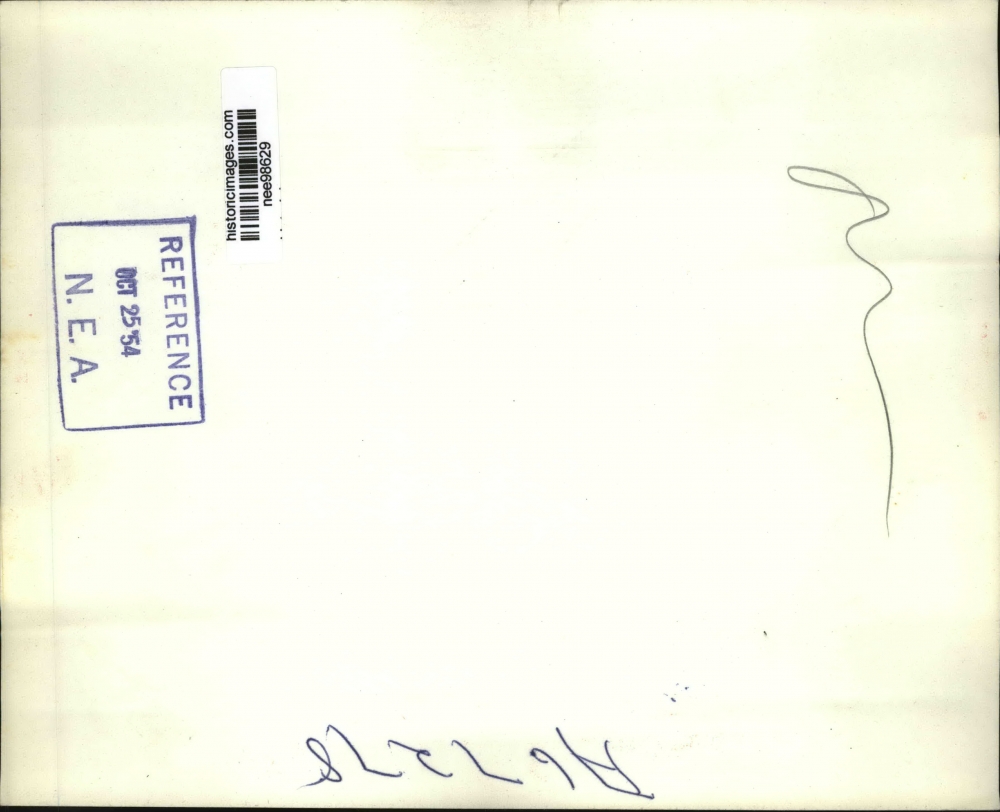 historicimages.com
nee98629
REFERENCE
OCT 25 '54
N. E. A.